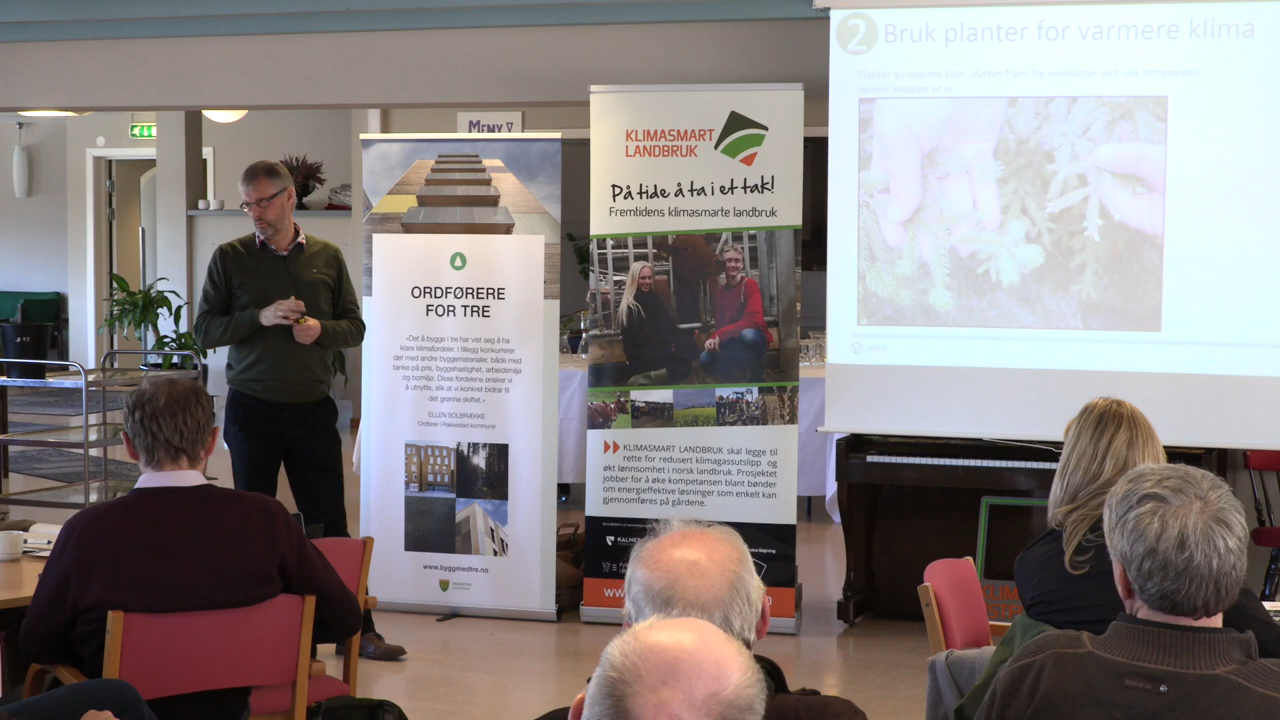 2 Bruk planter for varmere klima
MENY
KLIMASMART
LANDBRUK
På tide å ta i et tak!
Fremtidens klimasmarte landbruk
ORDFØRERE
FOR TRE
«Det å bygge i tre har vist seg å ha
klare klimafordeler. I tillegg konkurrerer
det med andre byggematerialer, både med
tanke på pris, byggehastighet, arbeidsmiljø
og bomiljø. Disse fordelene ønsker vi
å utnytte, slik at vi konkret bidrar til
det grønne skiftet.»
ELLEN SOLBRÆKKE
Ordfører i Rakkestad kommune
www.byggmedtre.no
KLIMASMART LANDBRUK skal legge til
rette for redusert klimagassutslipp og
økt lønnsomhet i norsk landbruk. Prosjektet
jobber for å øke kompetansen blant bønder
om energieffektive løsninger som enkelt kan
gjennomføres på gårdene.